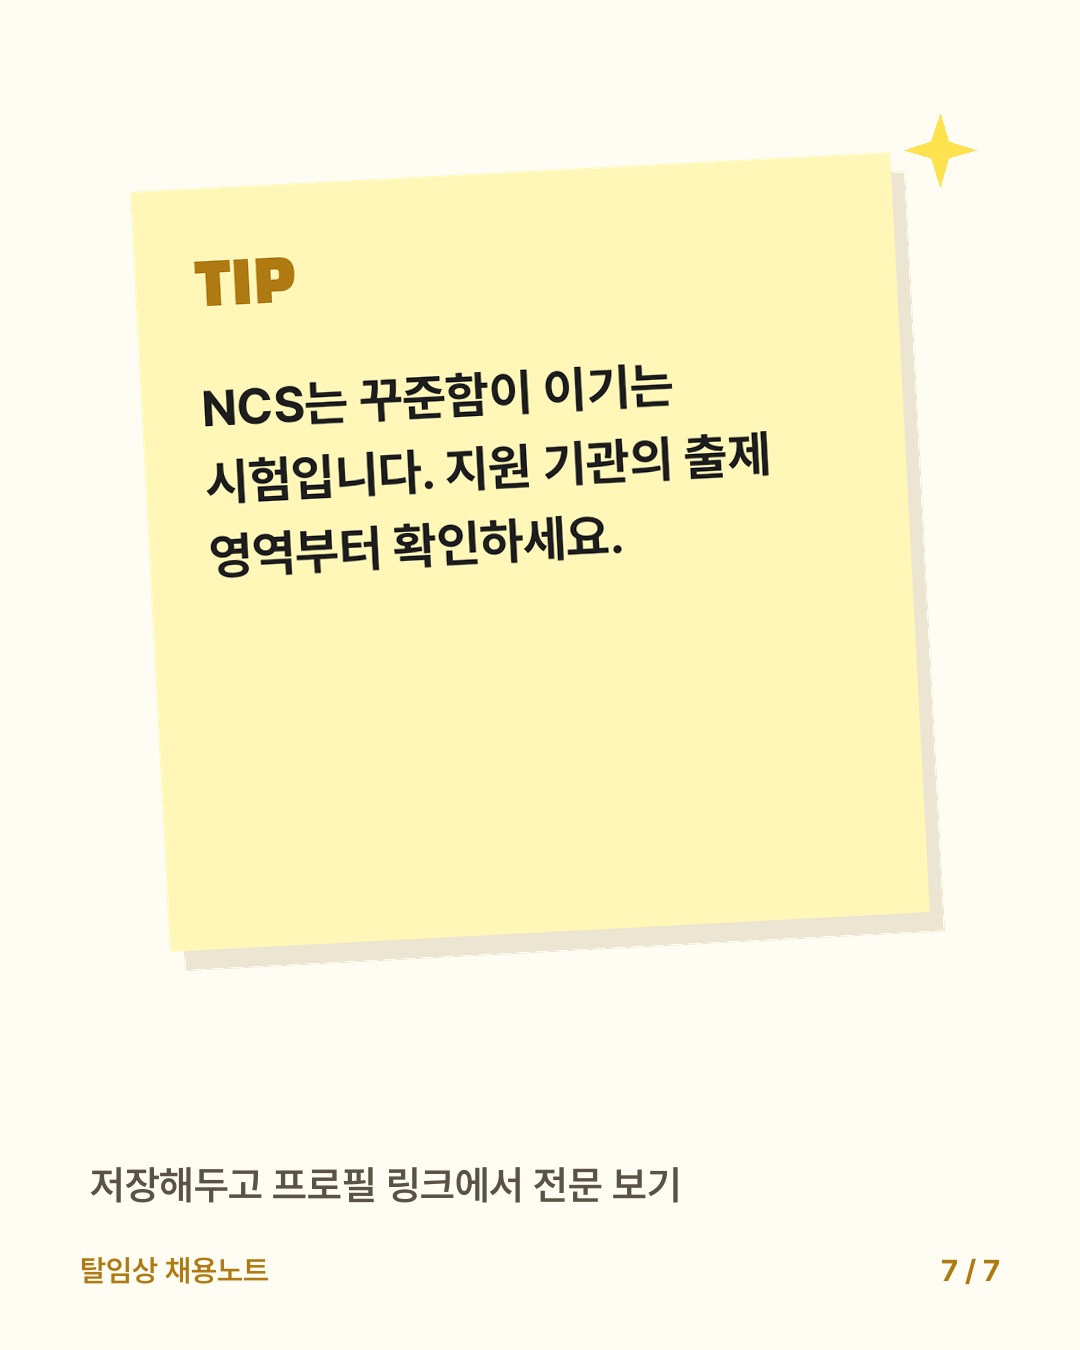 TIP
NCS는 꾸준함이 이기는
시험입니다. 지원 기관의 출제
영역부터 확인하세요.
저장해두고 프로필 링크에서 전문 보기
탈임상 채용노트
7 / 7